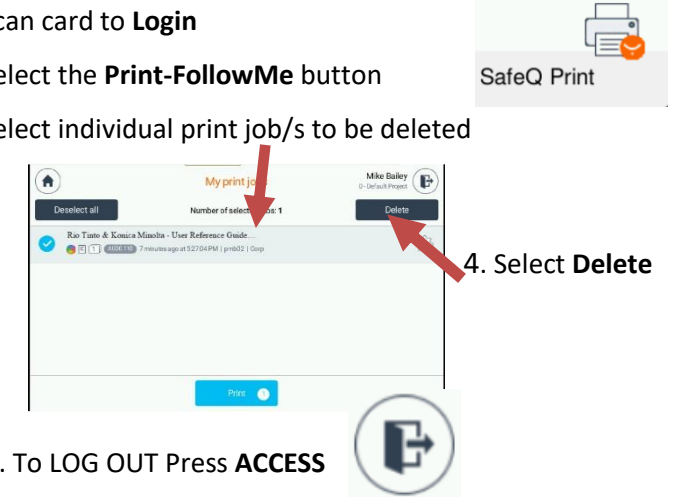 can card to Login
elect the Print-FollowMe button
SafeQ Print
elect individual print job/s to be deleted
My print jo
Mike Bailey
0 - Default Project
Deselect all
Number of selec os: 1
Delete
Rio Tinto & Konica Minolta - User Reference Guide...
1 7 minutes ago at 5:27:04 PM | pmb02 | Corp
4. Select Delete
Print 1
. To LOG OUT Press ACCESS